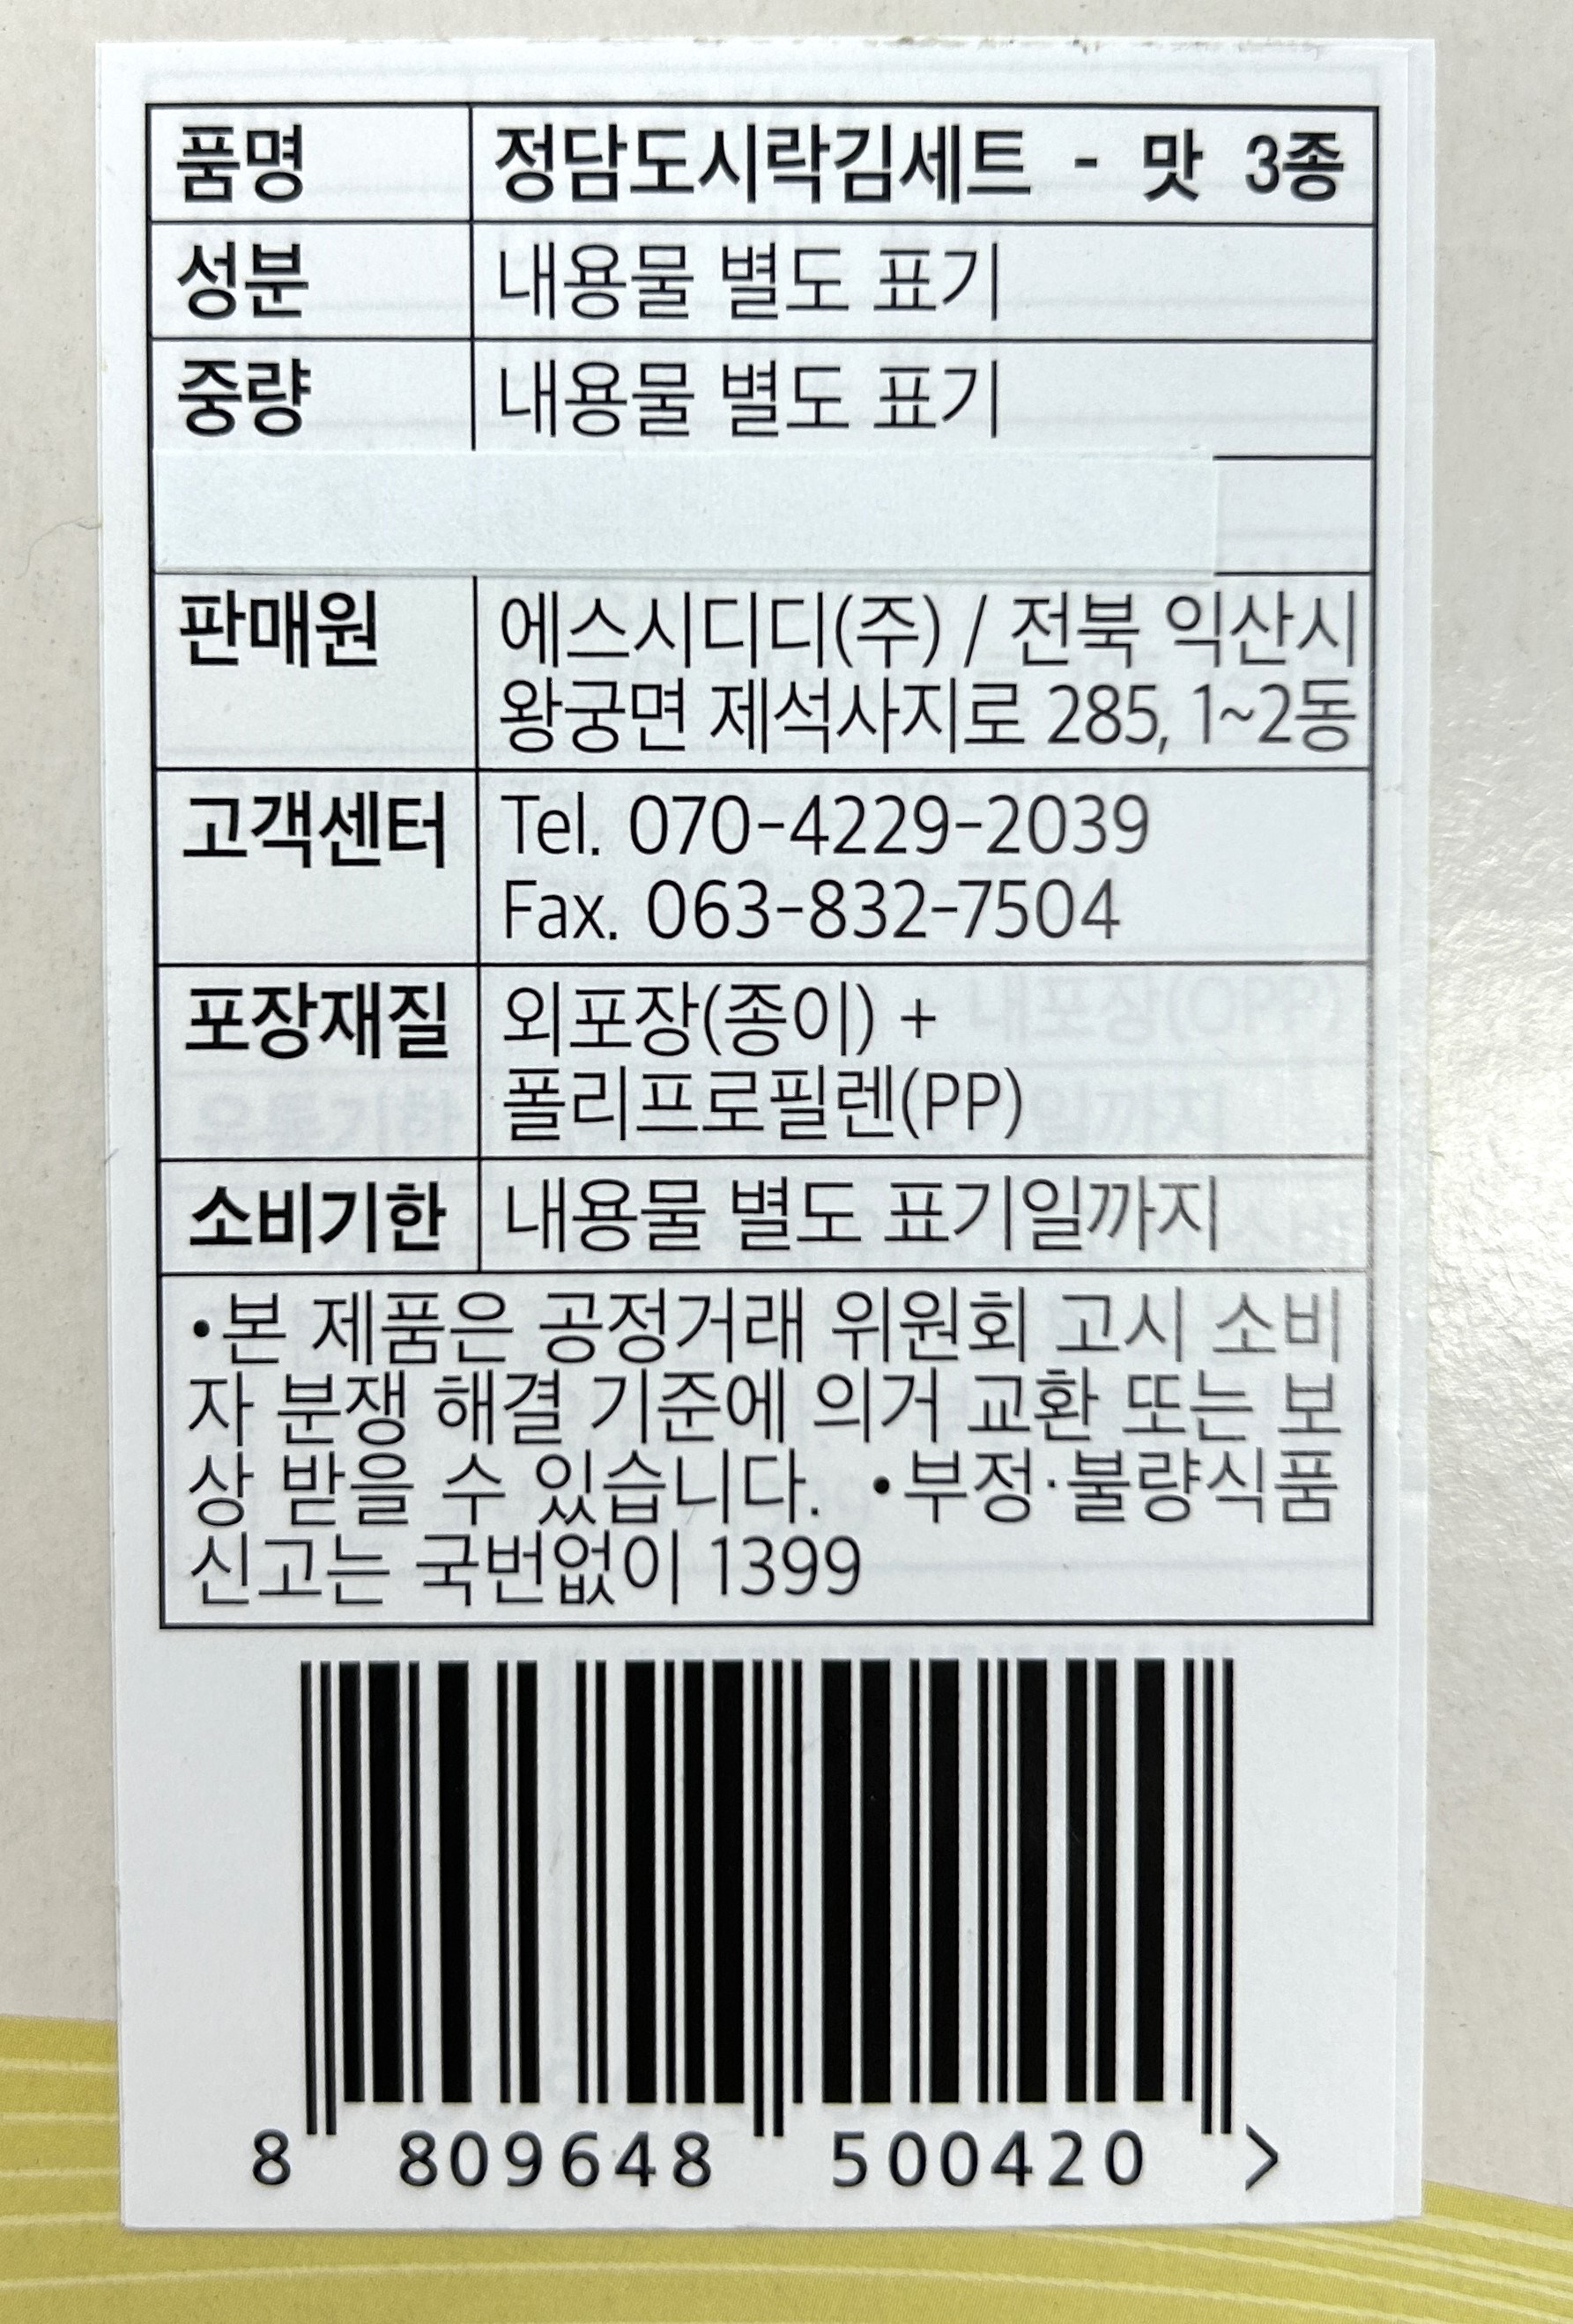 품명 정담도시락김세트 - 맛 3종
성분 내용물 별도 표기
중량 내용물 별도 표기
판매원 에스시디디(주) / 전북 익산시
왕궁면 제석사지로 285, 1~2동
고객센터 Tel. 070-4229-2039
Fax. 063-832-7504
포장재질 외포장(종이) +
폴리프로필렌(PP)
소비기한 내용물 별도 표기일까지
•본 제품은 공정거래 위원회 고시 소비
자 분쟁 해결 기준에 의거 교환 또는 보
상 받을 수 있습니다. •부정·불량식품
신고는 국번없이 1399
8 809648 500420 >